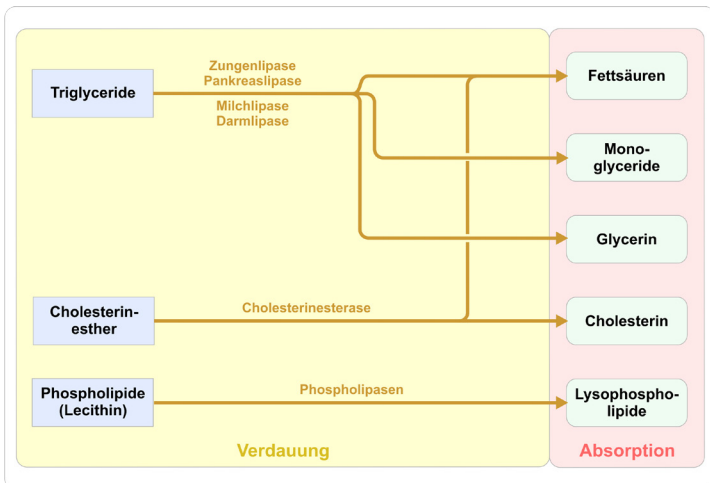 Triglyceride
Zungenlipase
Pankreaslipase
Milchlipase
Darmlipase
Fettsäuren
Mono-
glyceride
Glycerin
Cholesterin-
esther
Cholesterinesterase
Cholesterin
Phospholipide
(Lecithin)
Phospholipasen
Lysophospho-
lipide
Verdauung
Absorption